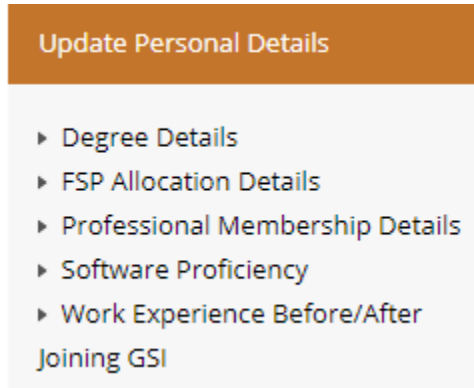 Update Personal Details
Degree Details
FSP Allocation Details
Professional Membership Details
Software Proficiency
Work Experience Before/After
Joining GSI